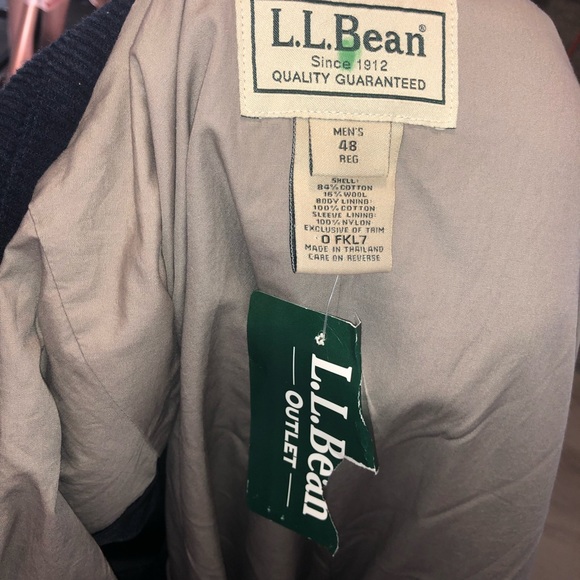 L.L.Bean®
Since 1912
QUALITY GUARANTEED
MEN'S
48
REG
SHELL:
84% COTTON
16% WOOL
BODY LINING:
100% COTTON
SLEEVE LINING:
100% NYLON
EXCLUSIVE OF TRIM
0 FKL7
MADE IN THAILAND
CARE ON REVERSE
L.L.Bean
OUTLET